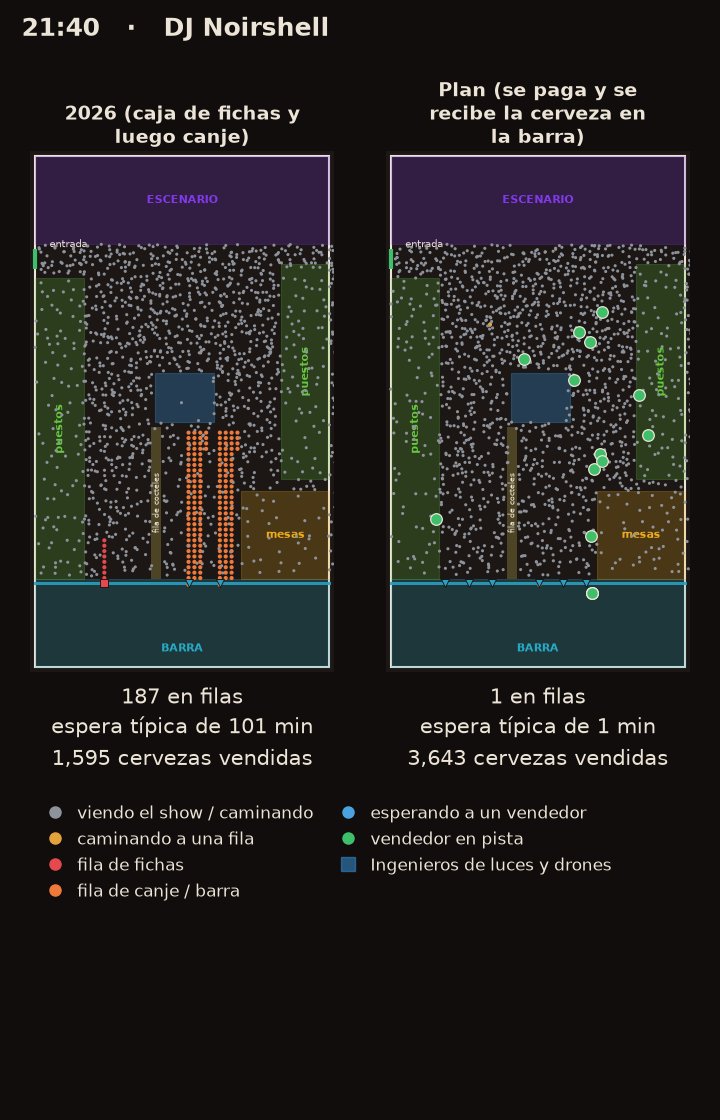 21:40 · DJ Noirshell
2026 (caja de fichas y
luego canje)
ESCENARIO
entrada
puestos
puestos
fila de cocteles
mesas
BARRA
187 en filas
espera típica de 101 min
1,595 cervezas vendidas
Plan (se paga y se
recibe la cerveza en
la barra)
ESCENARIO
entrada
puestos
puestos
fila de cocteles
mesas
BARRA
1 en filas
espera típica de 1 min
3,643 cervezas vendidas
viendo el show / caminando
caminando a una fila
fila de fichas
fila de canje / barra
esperando a un vendedor
vendedor en pista
Ingenieros de luces y drones